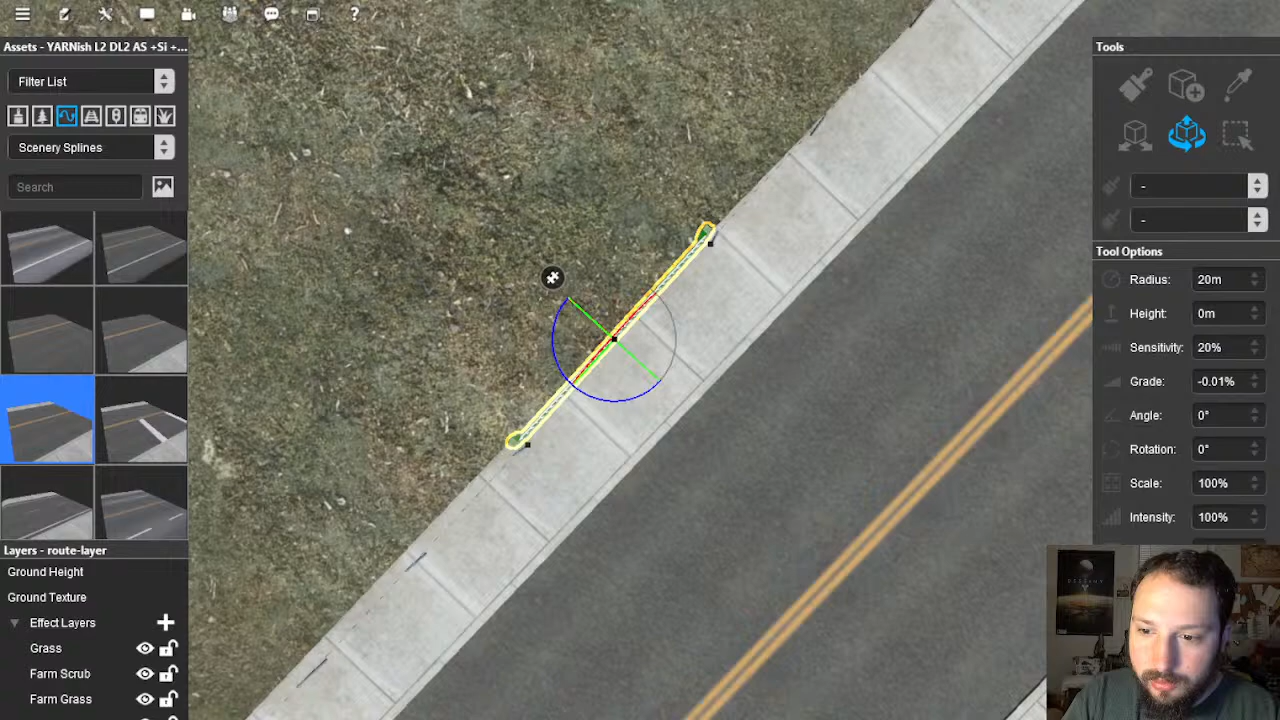 Assets - YARNish L2 DL2 AS +Si +...
Filter List
Scenery Splines
Search
Layers - route-layer
Ground Height
Ground Texture
Effect Layers
Grass
Farm Scrub
Farm Grass
Tools
-
-
Tool Options
Radius: 20m
Height: 0m
Sensitivity: 20%
Grade: -0.01%
Angle: 0°
Rotation: 0°
Scale: 100%
Intensity: 100%
DESTINY